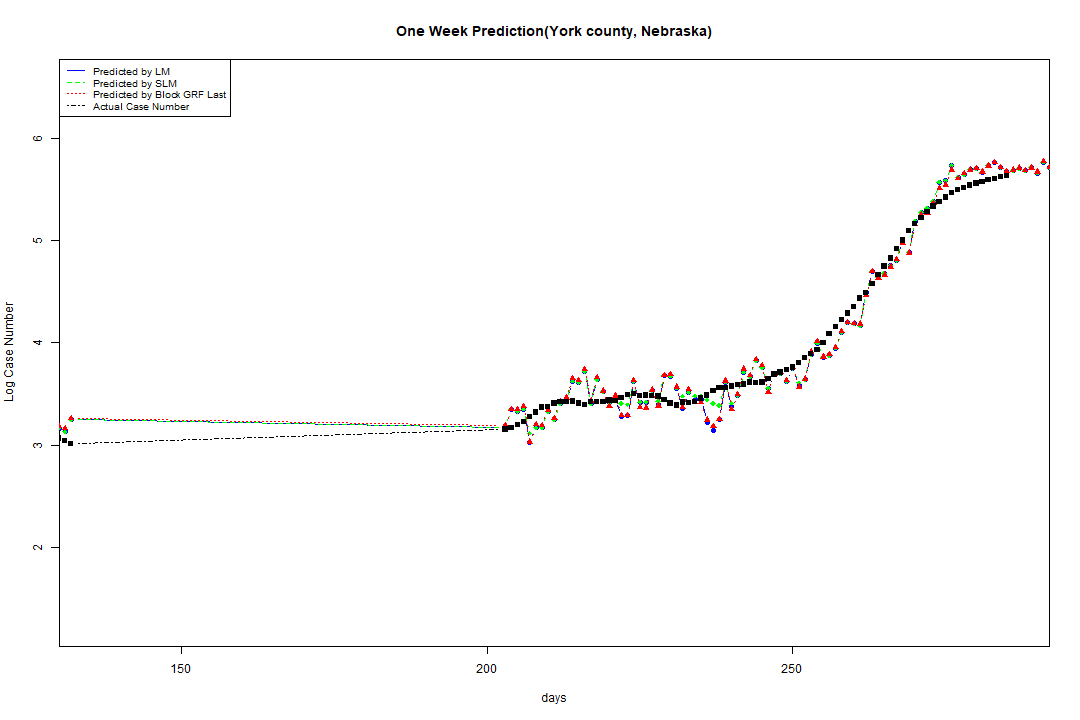 One Week Prediction(York county, Nebraska)
Predicted by LM
Predicted by SLM
Predicted by Block GRF Last
Actual Case Number
6
5
4
3
2
Log Case Number
150
200
250
days